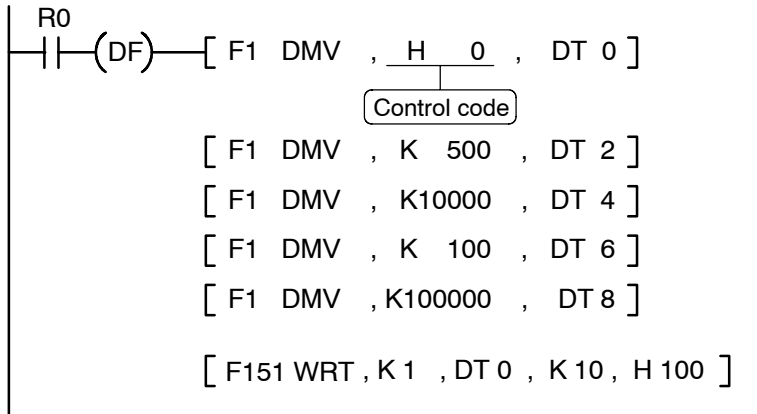 R0
(DF) [ F1 DMV , H 0 , DT 0 ]
Control code
[ F1 DMV , K 500 , DT 2 ]
[ F1 DMV , K10000 , DT 4 ]
[ F1 DMV , K 100 , DT 6 ]
[ F1 DMV , K100000 , DT 8 ]
[ F151 WRT , K 1 , DT 0 , K 10 , H 100 ]